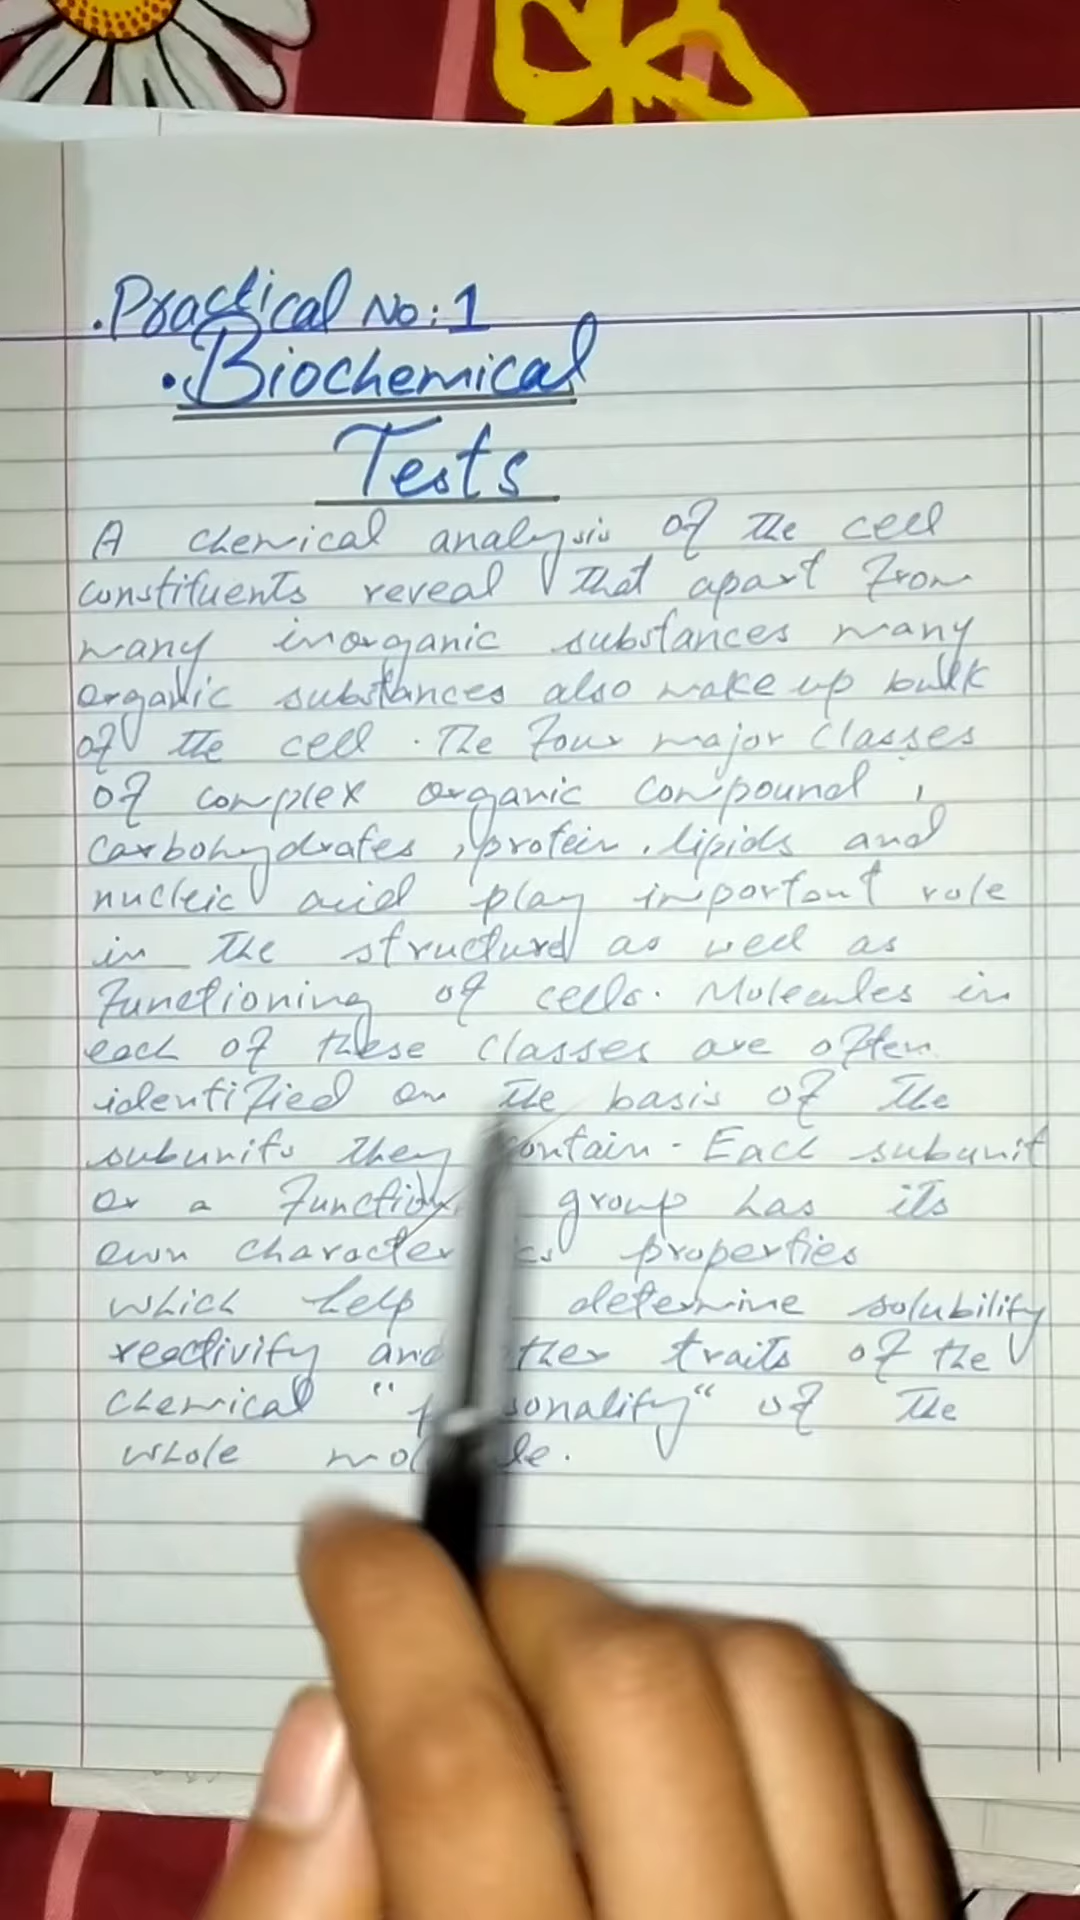 .Practical No:1
.Biochemical
Tests
A chemical analysis of the cell
constituents reveal that apart from
many inorganic substances many
organic substances also make up bulk
of the cell. The four major classes
of complex organic compound,
carbohydrates, protein, lipids and
nucleic acid play important role
in the structure as well as
functioning of cells. Molecules in
each of these classes are often
identified on the basis of the
subunits they contain. Each subunit
or a group has its
own properties
which help determine solubility
reactivity and traits of the
chemical of the
whole